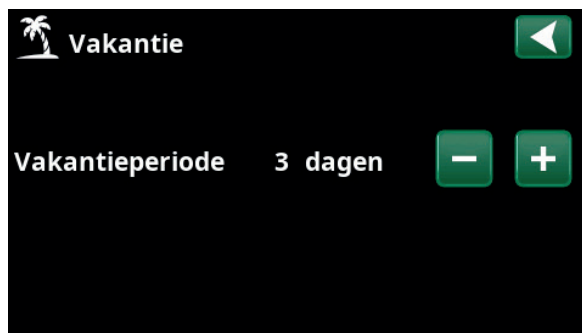 Vakantie
Vakantieperiode 3 dagen − +